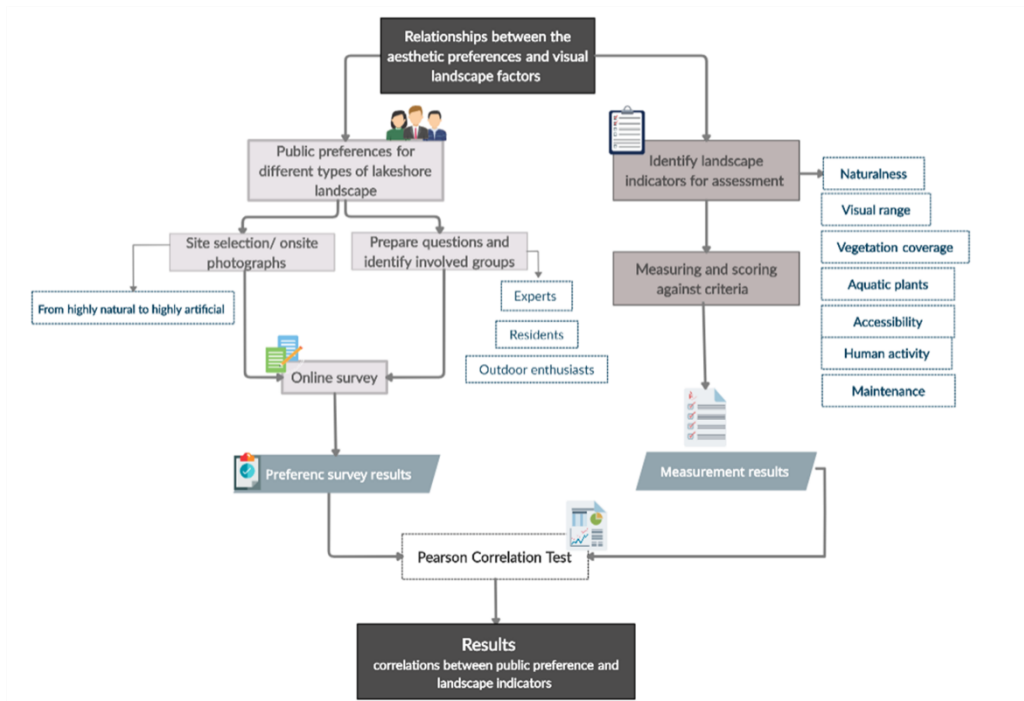 Relationships between the
aesthetic preferences and visual
landscape factors
Public preferences for
different types of lakeshore
landscape
Identify landscape
indicators for assessment
Naturalness
Visual range
Vegetation coverage
Aquatic plants
Accessibility
Human activity
Maintenance
Site selection/ onsite
photographs
Prepare questions and
identify involved groups
From highly natural to highly artificial
Experts
Residents
Outdoor enthusiasts
Measuring and scoring
against criteria
Online survey
Preferenc survey results
Measurement results
Pearson Correlation Test
Results
correlations between public preference and
landscape indicators